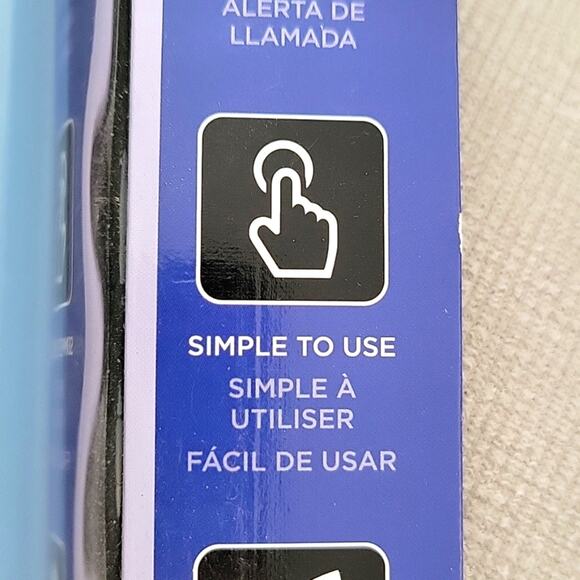 ALERTA DE
LLAMADA
SIMPLE TO USE
SIMPLE À
UTILISER
FÁCIL DE USAR